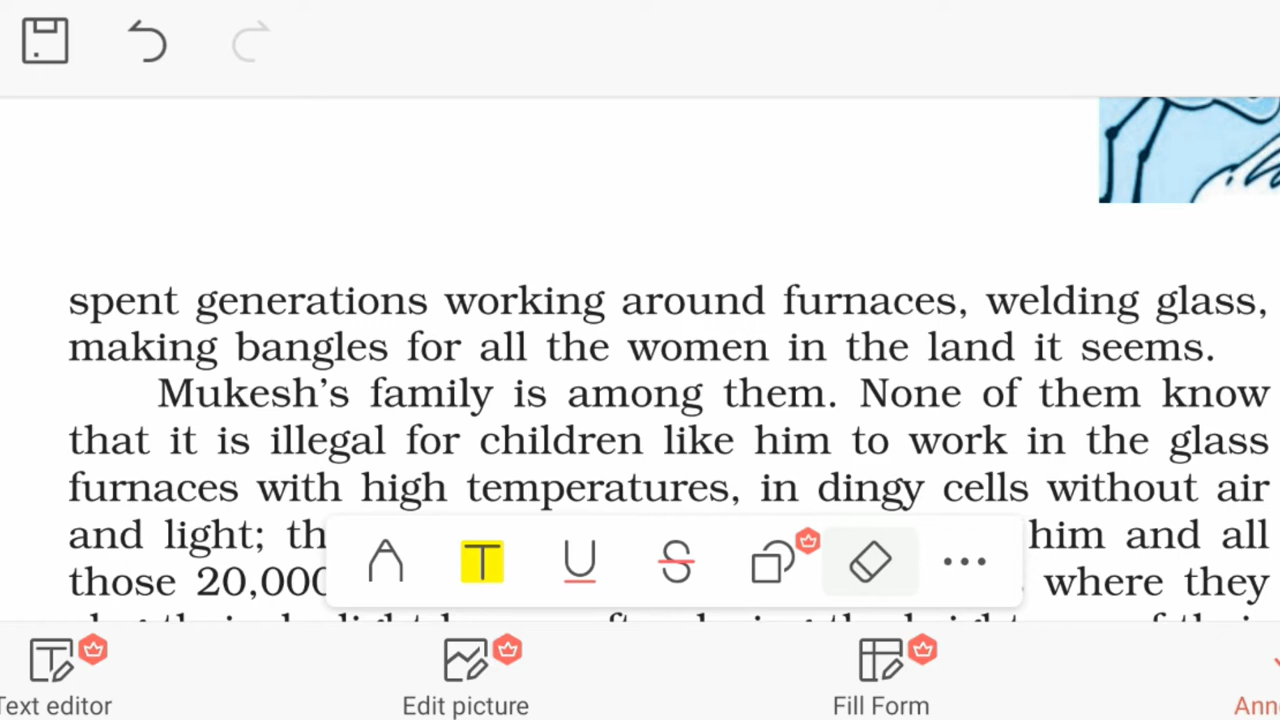 spent generations working around furnaces, welding glass,
making bangles for all the women in the land it seems.
Mukesh's family is among them. None of them know
that it is illegal for children like him to work in the glass
furnaces with high temperatures, in dingy cells without air
and light; him and all
those 20,000 where they
Text editor
Edit picture
Fill Form